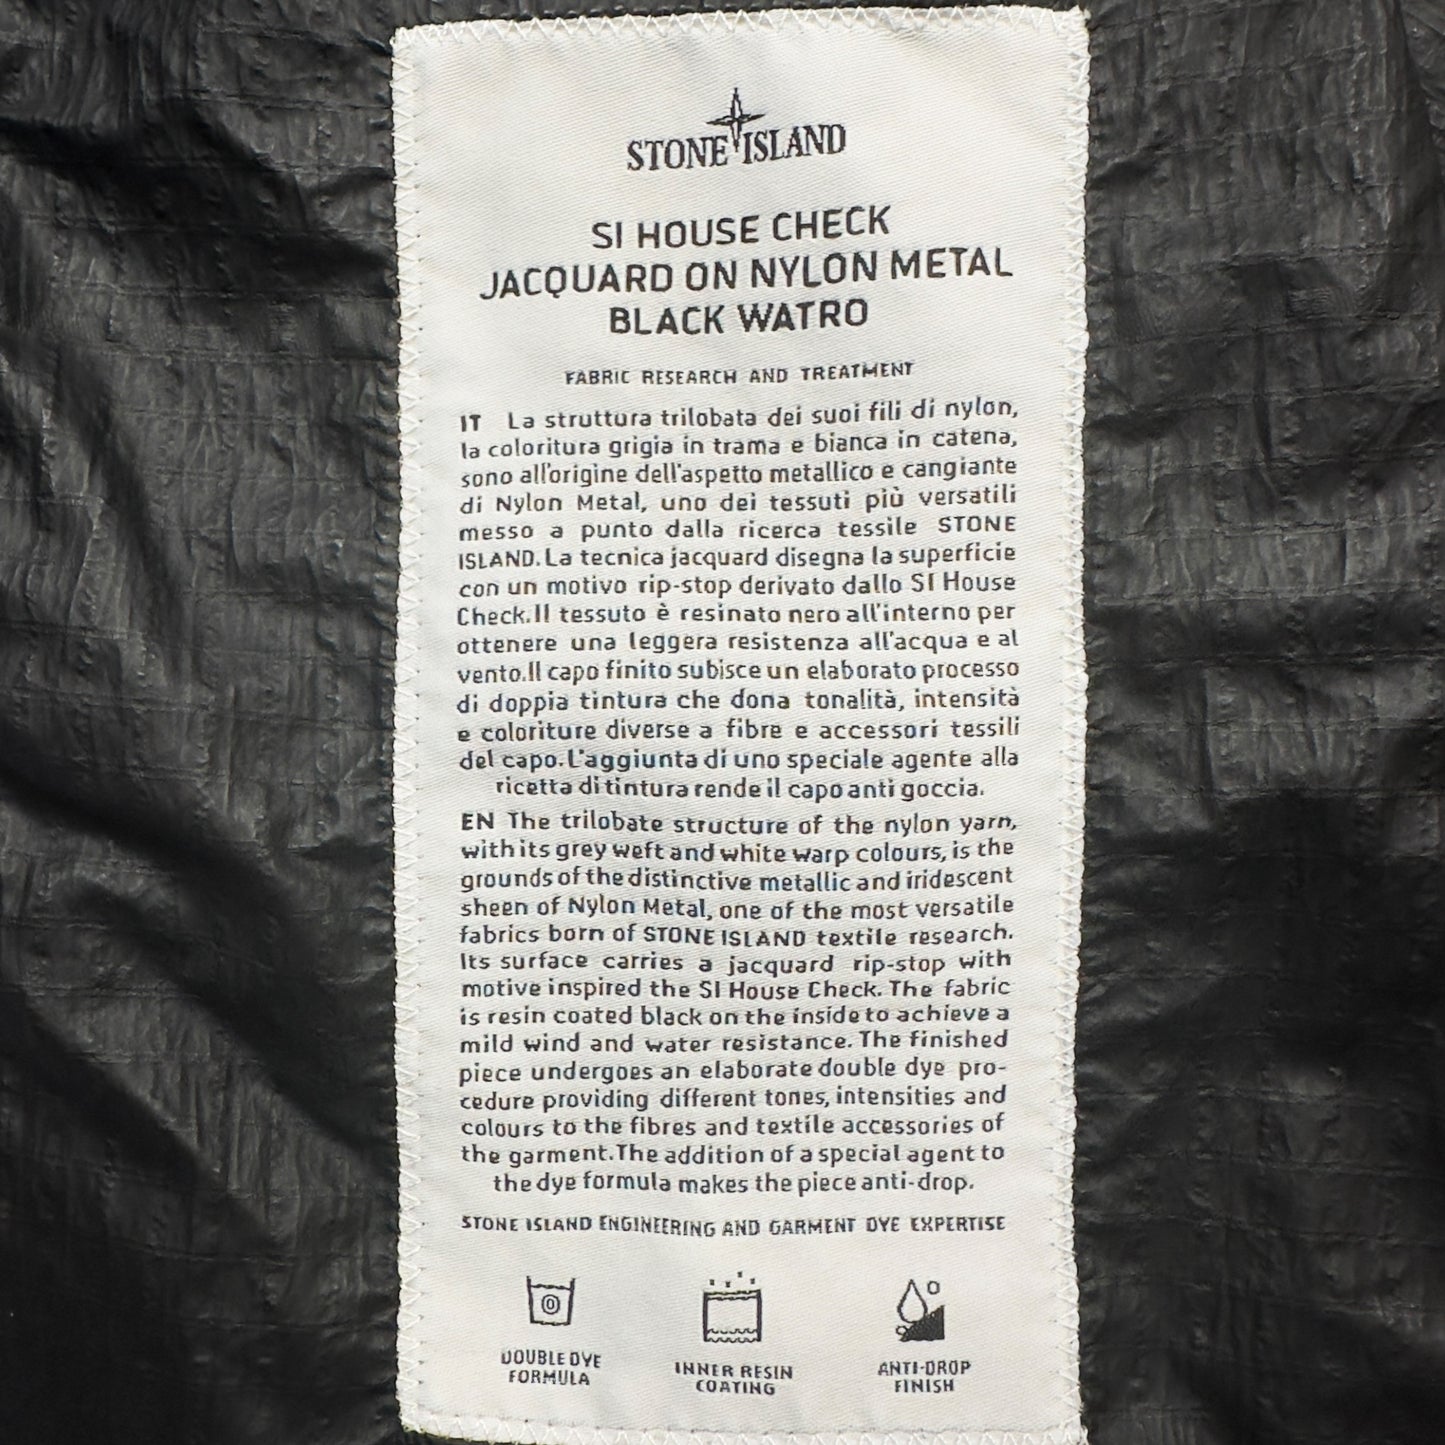 STONE ISLAND
SI HOUSE CHECK
JACQUARD ON NYLON METAL
BLACK WATRO
FABRIC RESEARCH AND TREATMENT
IT La struttura trilobata dei suoi fili di nylon,
la coloritura grigia in trama e bianca in catena,
sono all'origine dell'aspetto metallico e cangiante
di Nylon Metal, uno dei tessuti più versatili
messo a punto dalla ricerca tessile STONE
ISLAND. La tecnica jacquard disegna la superficie
con un motivo rip-stop derivato dallo SI House
Check. Il tessuto è resinato nero all'interno per
ottenere una leggera resistenza all'acqua e al
vento. Il capo finito subisce un elaborato processo
di doppia tintura che dona tonalità, intensità
e coloriture diverse a fibre e accessori tessili
del capo. L'aggiunta di uno speciale agente alla
ricetta di tintura rende il capo anti goccia.
EN The trilobate structure of the nylon yarn,
with its grey weft and white warp colours, is the
grounds of the distinctive metallic and iridescent
sheen of Nylon Metal, one of the most versatile
fabrics born of STONE ISLAND textile research.
Its surface carries a jacquard rip-stop with
motive inspired the SI House Check. The fabric
is resin coated black on the inside to achieve a
mild wind and water resistance. The finished
piece undergoes an elaborate double dye pro-
cedure providing different tones, intensities and
colours to the fibres and textile accessories of
the garment. The addition of a special agent to
the dye formula makes the piece anti-drop.
STONE ISLAND ENGINEERING AND GARMENT DYE EXPERTISE
DOUBLE DYE
FORMULA
INNER RESIN
COATING
ANTI-DROP
FINISH